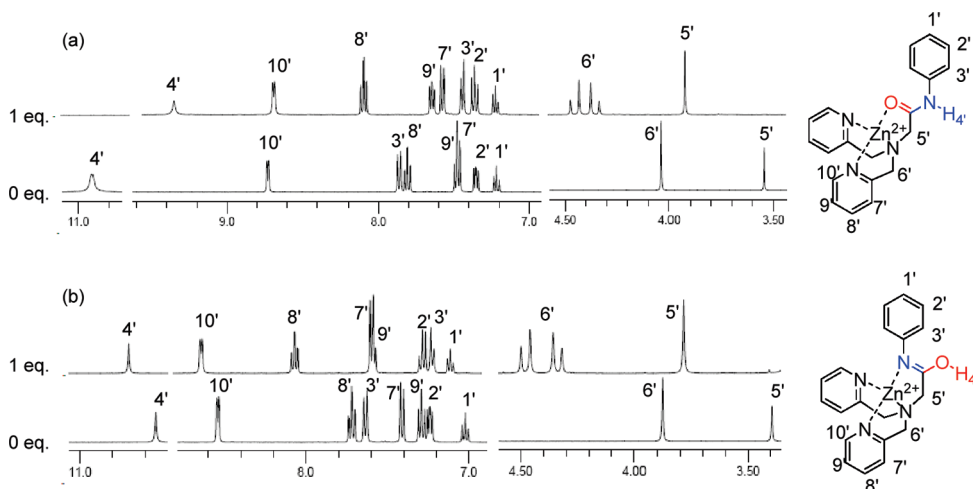 (a)
4' 10' 8' 9' 7' 3' 2' 1' 6' 5'
1 eq.
4' 10' 3' 8' 9' 7' 2' 1' 6' 5'
0 eq.
11.0 9.0 8.0 7.0 4.50 4.00 3.50
1'
2'
3'
O N H4'
N Zn2+ 5'
N
N 6'
10'
9 7'
8'
(b)
4' 10' 8' 7' 9' 2' 3' 1' 6' 5'
1 eq.
4' 10' 8' 3' 7' 9' 2' 1' 6' 5'
0 eq.
11.0 8.0 7.0 4.50 4.00 3.50
1'
2'
3'
N O H4
N Zn2+ 5'
N
N 6'
10'
9 7'
8'